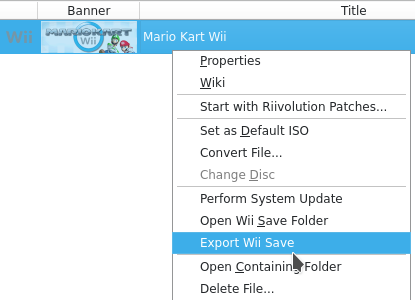 Banner Title
Wii MARIOKART Wii Mario Kart Wii
Properties
Wiki
Start with Riivolution Patches...
Set as Default ISO
Convert File...
Change Disc
Perform System Update
Open Wii Save Folder
Export Wii Save
Open Containing Folder
Delete File...